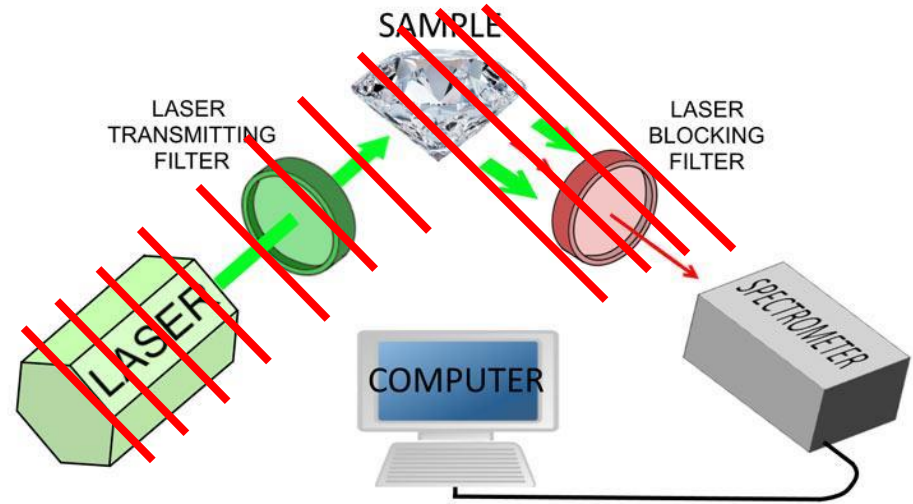 SAMPLE
LASER
TRANSMITTING
FILTER
LASER
BLOCKING
FILTER
LASER
COMPUTER
SPECTROMETER